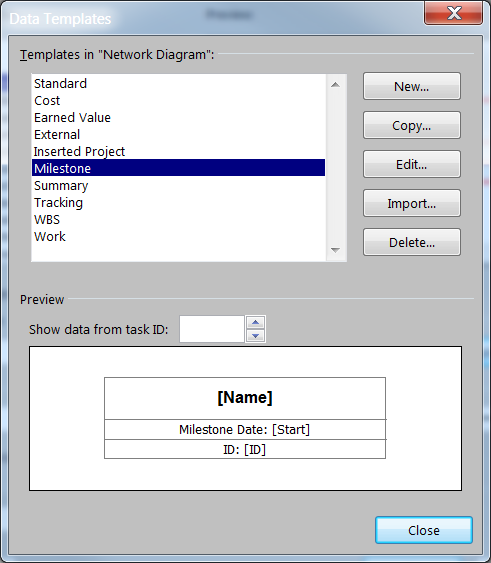 Data Templates
Templates in "Network Diagram":
Standard
Cost
Earned Value
External
Inserted Project
Milestone
Summary
Tracking
WBS
Work
New...
Copy...
Edit...
Import...
Delete...
Preview
Show data from task ID:
[Name]
Milestone Date: [Start]
ID: [ID]
Close